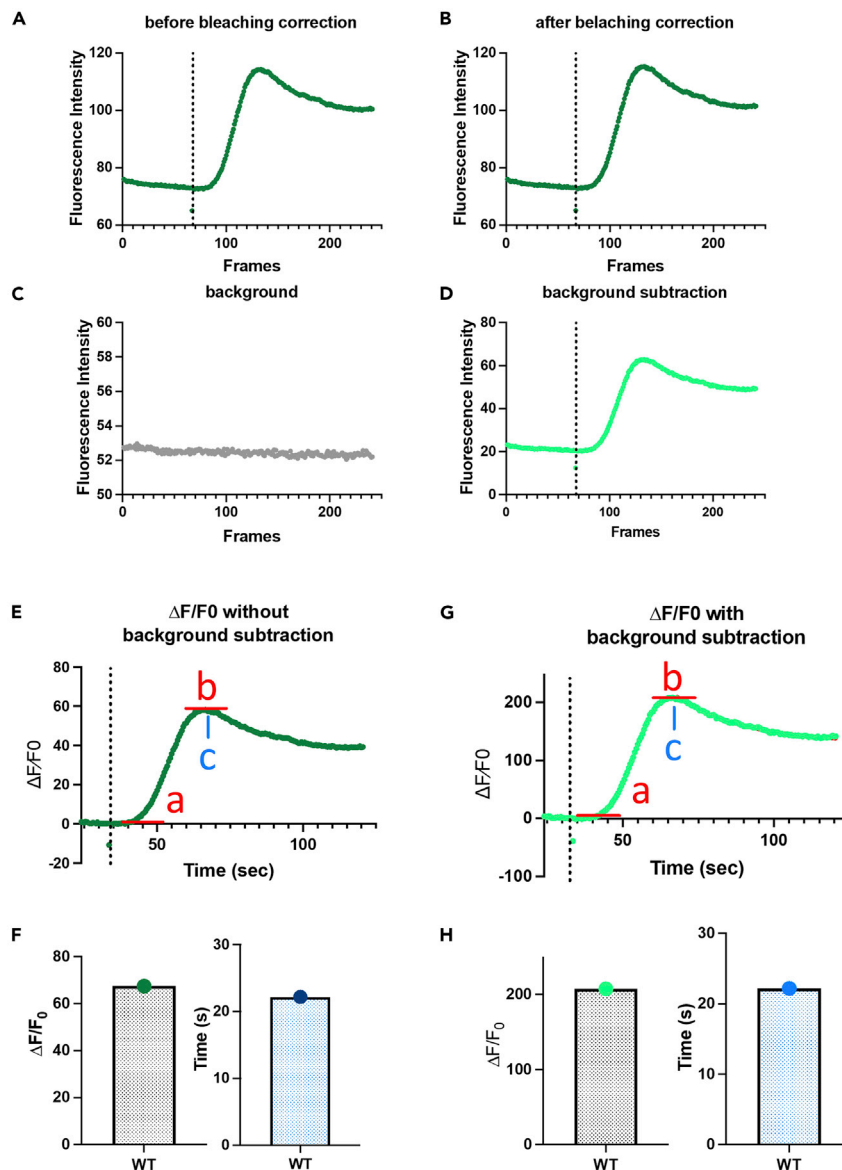 A
before bleaching correction
Fluorescence Intensity
120
100
80
60
0
100
200
Frames
B
after belaching correction
Fluorescence Intensity
120
100
80
60
0
100
200
Frames
C
background
Fluorescence Intensity
60
58
56
54
52
50
0
100
200
Frames
D
background subtraction
Fluorescence Intensity
80
60
40
20
0
0
100
200
Frames
E
ΔF/F0 without
background subtraction
ΔF/F0
80
60
40
20
0
-20
50
100
Time (sec)
a
b
c
G
ΔF/F0 with
background subtraction
ΔF/F0
200
100
0
-100
50
100
Time (sec)
a
b
c
F
ΔF/F₀
80
60
40
20
0
WT
Time (s)
30
20
10
0
WT
H
ΔF/F₀
200
100
0
WT
Time (s)
30
20
10
0
WT